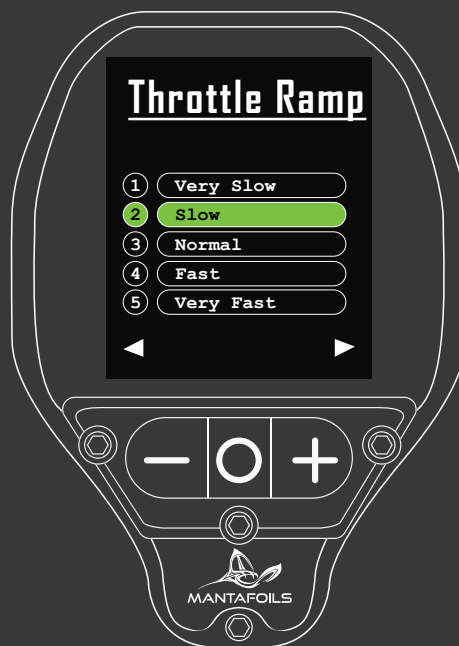 Throttle Ramp
1 Very Slow
2 Slow
3 Normal
4 Fast
5 Very Fast
MANTAFOILS